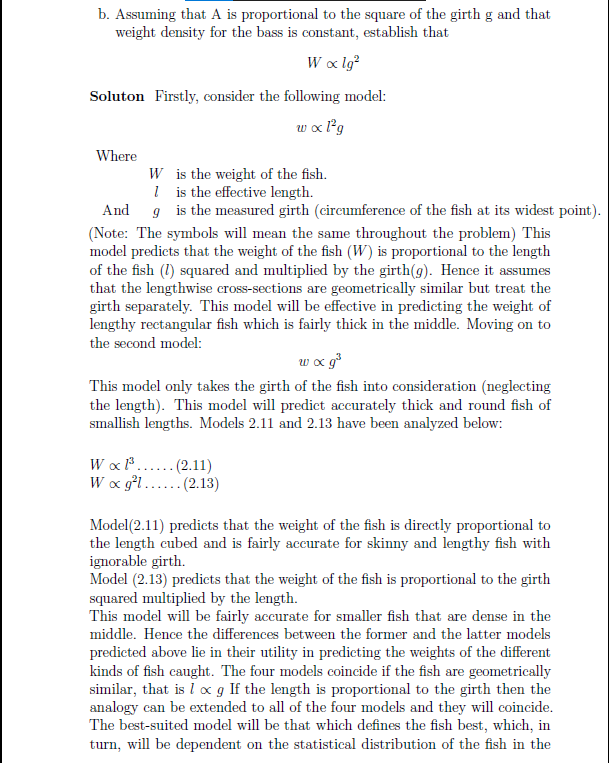 b. Assuming that A is proportional to the square of the girth g and that
weight density for the bass is constant, establish that
W ∝ lg²
Soluton Firstly, consider the following model:
w ∝ l²g
Where
W is the weight of the fish.
l is the effective length.
And g is the measured girth (circumference of the fish at its widest point).
(Note: The symbols will mean the same throughout the problem) This
model predicts that the weight of the fish (W) is proportional to the length
of the fish (l) squared and multiplied by the girth(g). Hence it assumes
that the lengthwise cross-sections are geometrically similar but treat the
girth separately. This model will be effective in predicting the weight of
lengthy rectangular fish which is fairly thick in the middle. Moving on to
the second model:
w ∝ g³
This model only takes the girth of the fish into consideration (neglecting
the length). This model will predict accurately thick and round fish of
smallish lengths. Models 2.11 and 2.13 have been analyzed below:
W ∝ l³ ......(2.11)
W ∝ g²l ......(2.13)
Model(2.11) predicts that the weight of the fish is directly proportional to
the length cubed and is fairly accurate for skinny and lengthy fish with
ignorable girth.
Model (2.13) predicts that the weight of the fish is proportional to the girth
squared multiplied by the length.
This model will be fairly accurate for smaller fish that are dense in the
middle. Hence the differences between the former and the latter models
predicted above lie in their utility in predicting the weights of the different
kinds of fish caught. The four models coincide if the fish are geometrically
similar, that is l ∝ g If the length is proportional to the girth then the
analogy can be extended to all of the four models and they will coincide.
The best-suited model will be that which defines the fish best, which, in
turn, will be dependent on the statistical distribution of the fish in the